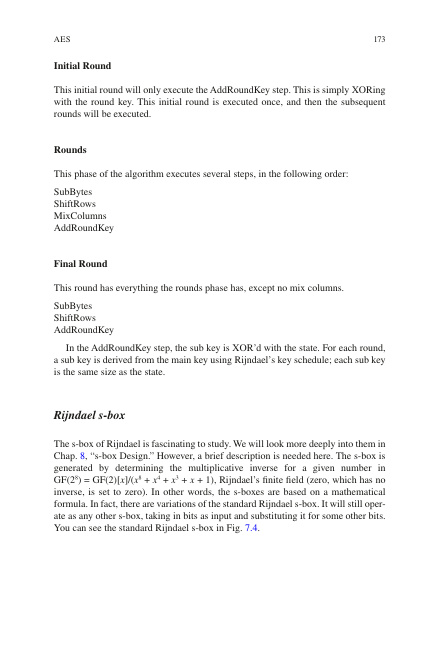 AES 173
Initial Round
This initial round will only execute the AddRoundKey step. This is simply XORing
with the round key. This initial round is executed once, and then the subsequent
rounds will be executed.
Rounds
This phase of the algorithm executes several steps, in the following order:
SubBytes
ShiftRows
MixColumns
AddRoundKey
Final Round
This round has everything the rounds phase has, except no mix columns.
SubBytes
ShiftRows
AddRoundKey
In the AddRoundKey step, the sub key is XOR'd with the state. For each round,
a sub key is derived from the main key using Rijndael's key schedule; each sub key
is the same size as the state.
Rijndael s-box
The s-box of Rijndael is fascinating to study. We will look more deeply into them in
Chap. 8, “s-box Design.” However, a brief description is needed here. The s-box is
generated by determining the multiplicative inverse for a given number in
GF(2⁸) = GF(2)[x]/(x⁸ + x⁴ + x³ + x + 1), Rijndael's finite field (zero, which has no
inverse, is set to zero). In other words, the s-boxes are based on a mathematical
formula. In fact, there are variations of the standard Rijndael s-box. It will still oper-
ate as any other s-box, taking in bits as input and substituting it for some other bits.
You can see the standard Rijndael s-box in Fig. 7.4.